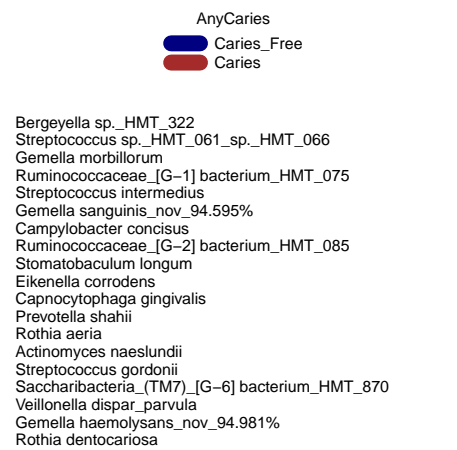 AnyCaries
Caries_Free
Caries
Bergeyella sp._HMT_322
Streptococcus sp._HMT_061_sp._HMT_066
Gemella morbillorum
Ruminococcaceae_[G−1] bacterium_HMT_075
Streptococcus intermedius
Gemella sanguinis_nov_94.595%
Campylobacter concisus
Ruminococcaceae_[G−2] bacterium_HMT_085
Stomatobaculum longum
Eikenella corrodens
Capnocytophaga gingivalis
Prevotella shahii
Rothia aeria
Actinomyces naeslundii
Streptococcus gordonii
Saccharibacteria_(TM7)_[G−6] bacterium_HMT_870
Veillonella dispar_parvula
Gemella haemolysans_nov_94.981%
Rothia dentocariosa